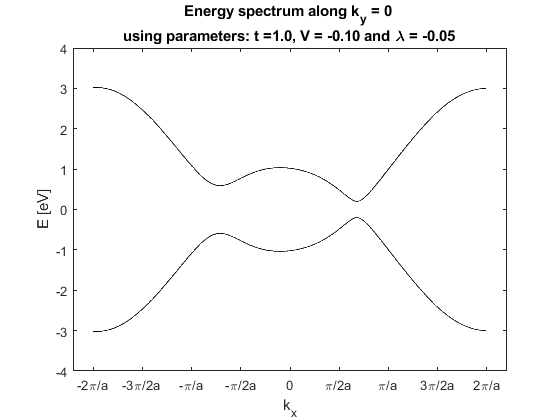 Energy spectrum along k_y = 0
using parameters: t =1.0, V = -0.10 and λ = -0.05
4
3
2
1
0
-1
-2
-3
-4
E [eV]
-2π/a -3π/2a -π/a -π/2a 0 π/2a π/a 3π/2a 2π/a
k_x